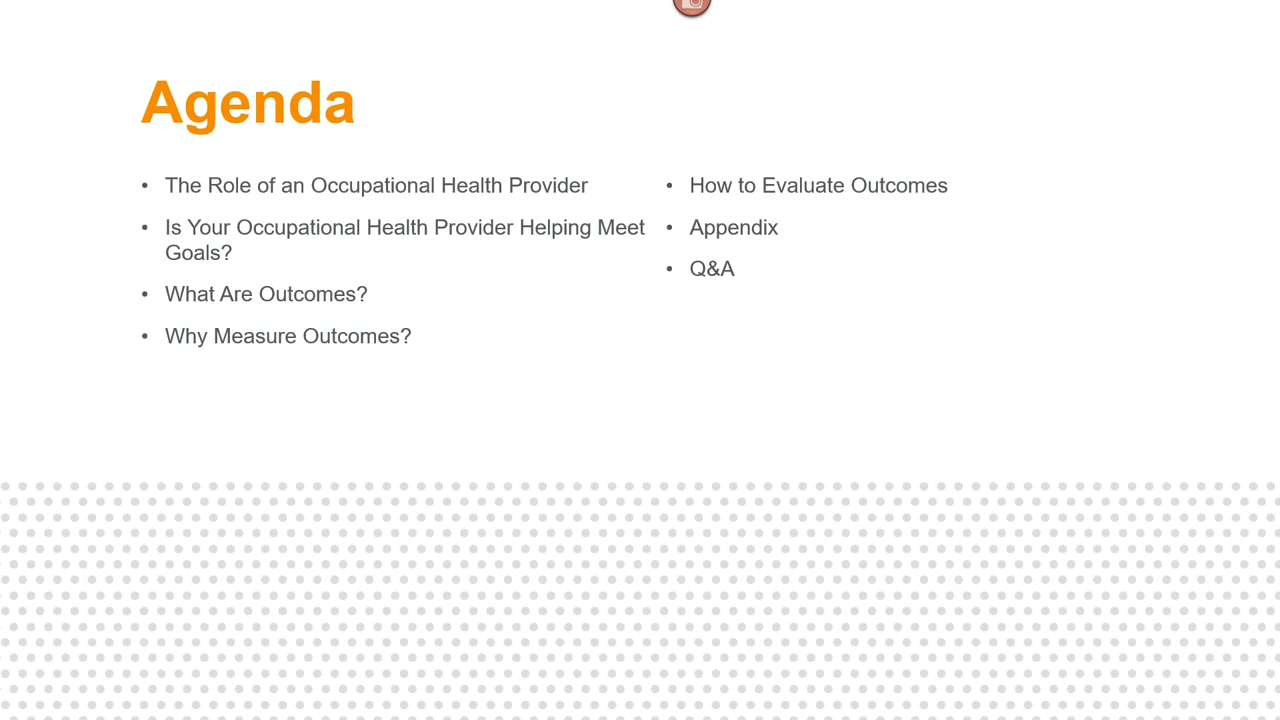 Agenda
• The Role of an Occupational Health Provider
• Is Your Occupational Health Provider Helping Meet
Goals?
• What Are Outcomes?
• Why Measure Outcomes?
• How to Evaluate Outcomes
• Appendix
• Q&A